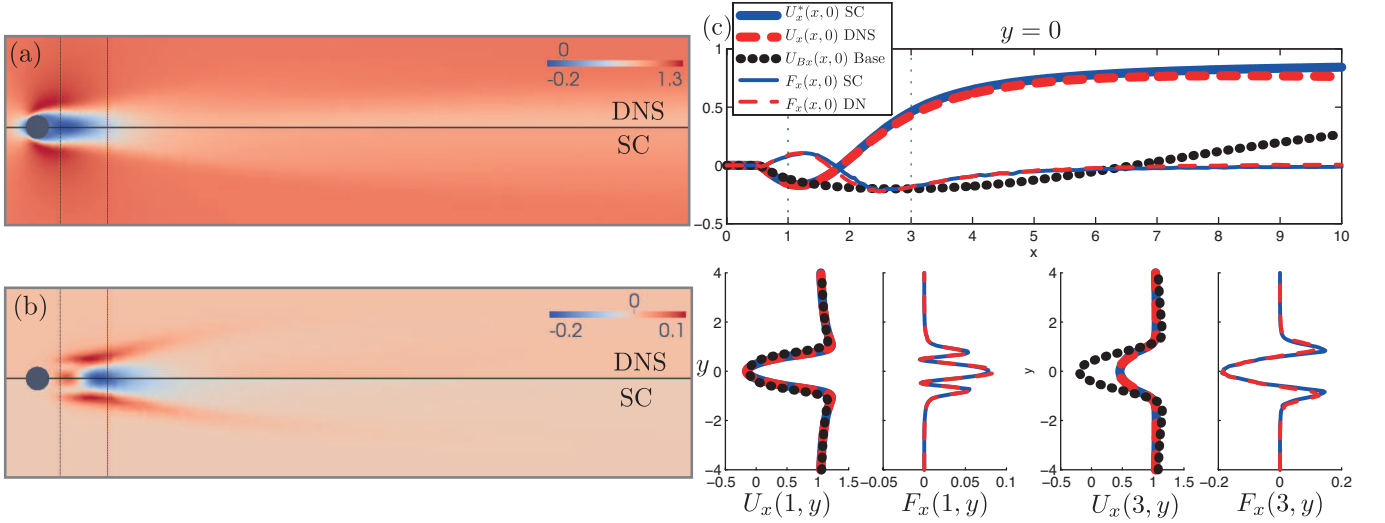 (a)
0
-0.2 1.3
DNS
SC
(b)
0
-0.2 0.1
DNS
SC
(c)
U*x(x, 0) SC
Ux(x, 0) DNS
UBx(x, 0) Base
Fx(x, 0) SC
Fx(x, 0) DN
y = 0
0.5
0
−0.5
0 1 2 3 4 5 6 7 8 9 10
x
4
2
0
−2
−4
y
−0.5 0 0.5 1 1.5
Ux(1, y)
−0.05 0 0.05 0.1
Fx(1, y)
4
2
0
−2
−4
y
−0.5 0 0.5 1 1.5
Ux(3, y)
−0.2 0 0.2
Fx(3, y)